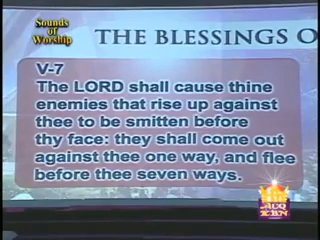 Sounds
of
Worship
THE BLESSINGS O
V-7
The LORD shall cause thine
enemies that rise up against
thee to be smitten before
thy face: they shall come out
against thee one way, and flee
before thee seven ways.